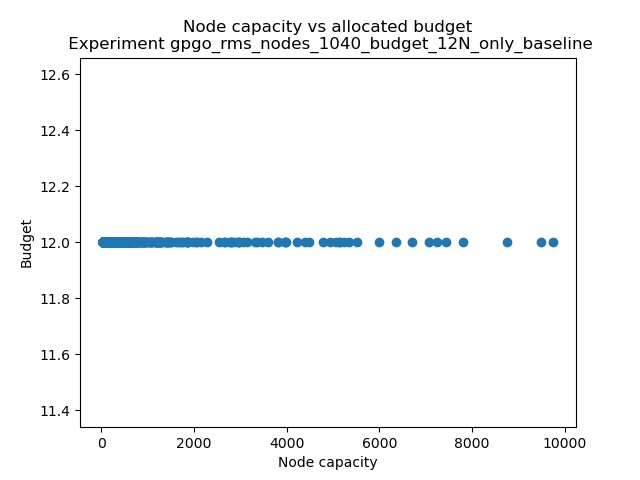 Node capacity vs allocated budget
Experiment gpgo_rms_nodes_1040_budget_12N_only_baseline
12.6
12.4
12.2
12.0
11.8
11.6
11.4
Budget
0 2000 4000 6000 8000 10000
Node capacity